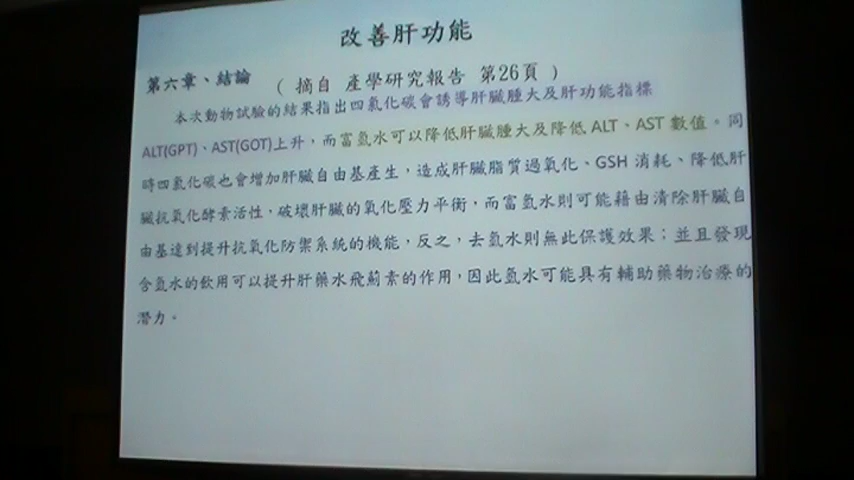 改善肝功能
第六章、結論 ( 摘自 產學研究報告 第26頁 )
本次動物試驗的結果指出四氯化碳會誘導肝臟腫大及肝功能指標
ALT(GPT)、AST(GOT)上升，而富氫水可以降低肝臟腫大及降低 ALT、AST 數值。同
時四氯化碳也會增加肝臟自由基產生，造成肝臟脂質過氧化、GSH 消耗、降低肝
臟抗氧化酵素活性，破壞肝臟的氧化壓力平衡，而富氫水則可能藉由清除肝臟自
由基達到提升抗氧化防禦系統的機能，反之，去氫水則無此保護效果；並且發現
含氫水的飲用可以提升肝藥水飛薊素的作用，因此氫水可能具有輔助藥物治療的
潛力。